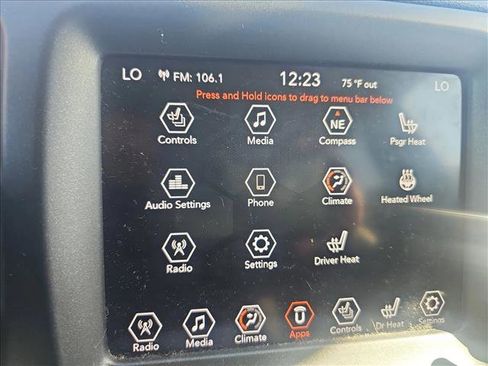 LO FM: 106.1 12:23 75 °F out LO
Press and Hold icons to drag to menu bar below
NE
Controls Media Compass Psgr Heat
Audio Settings Phone Climate Heated Wheel
Radio Settings Driver Heat
Radio Media Climate Apps Controls Dr Heat Settings